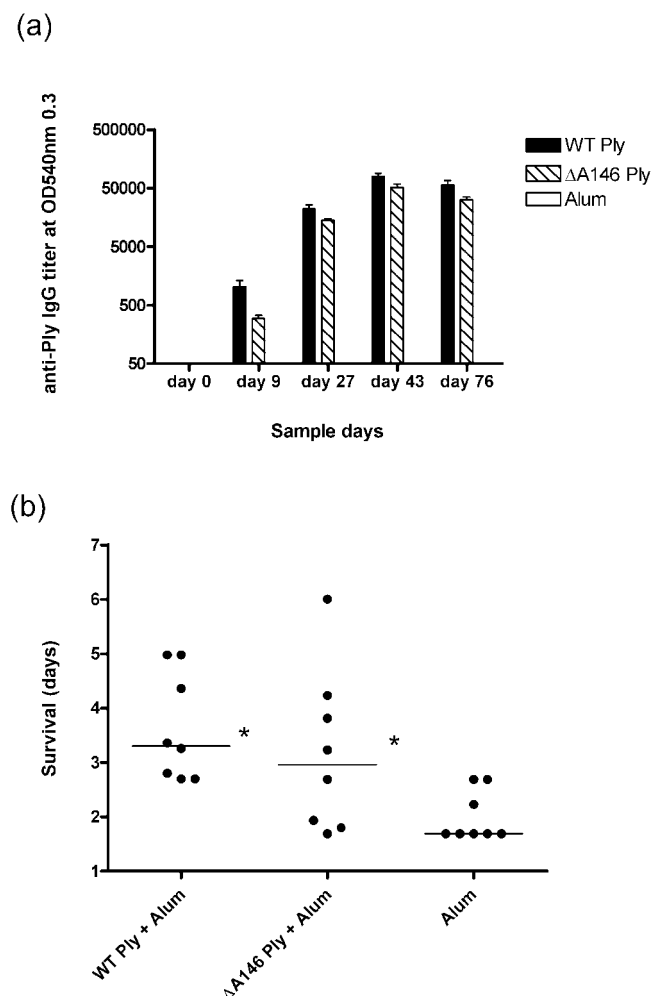 (a)
anti-Ply IgG titer at OD540nm 0.3
500000
50000
5000
500
50
day 0 day 9 day 27 day 43 day 76
Sample days
WT Ply
ΔA146 Ply
Alum
(b)
Survival (days)
7
6
5
4
3
2
1
*
*
WT Ply + Alum
ΔA146 Ply + Alum
Alum